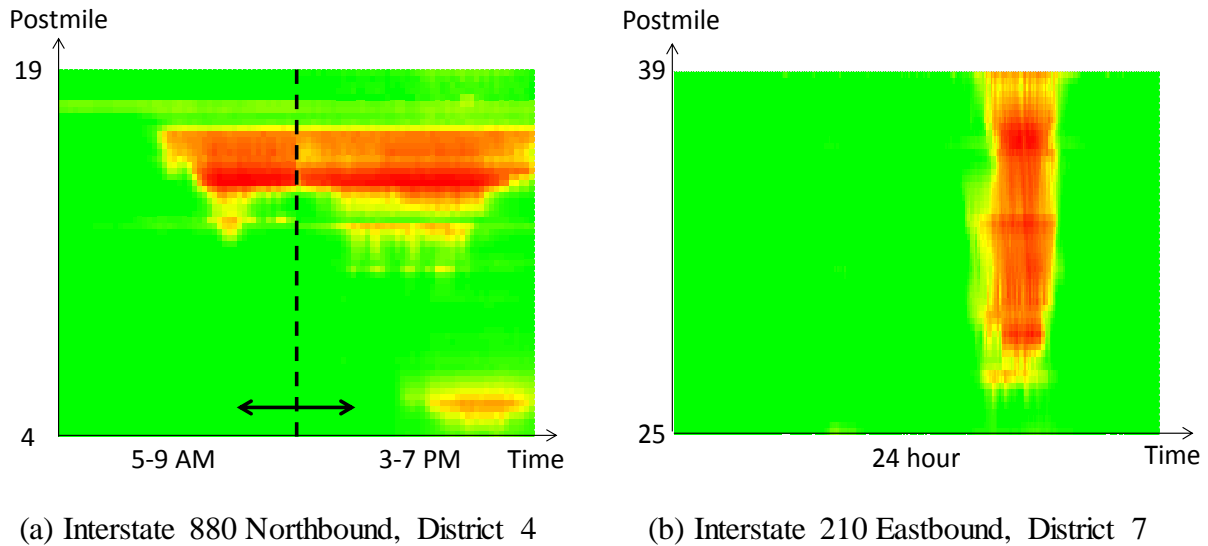 Postmile
19
4
5-9 AM
3-7 PM
Time
(a) Interstate 880 Northbound, District 4
Postmile
39
25
24 hour
Time
(b) Interstate 210 Eastbound, District 7